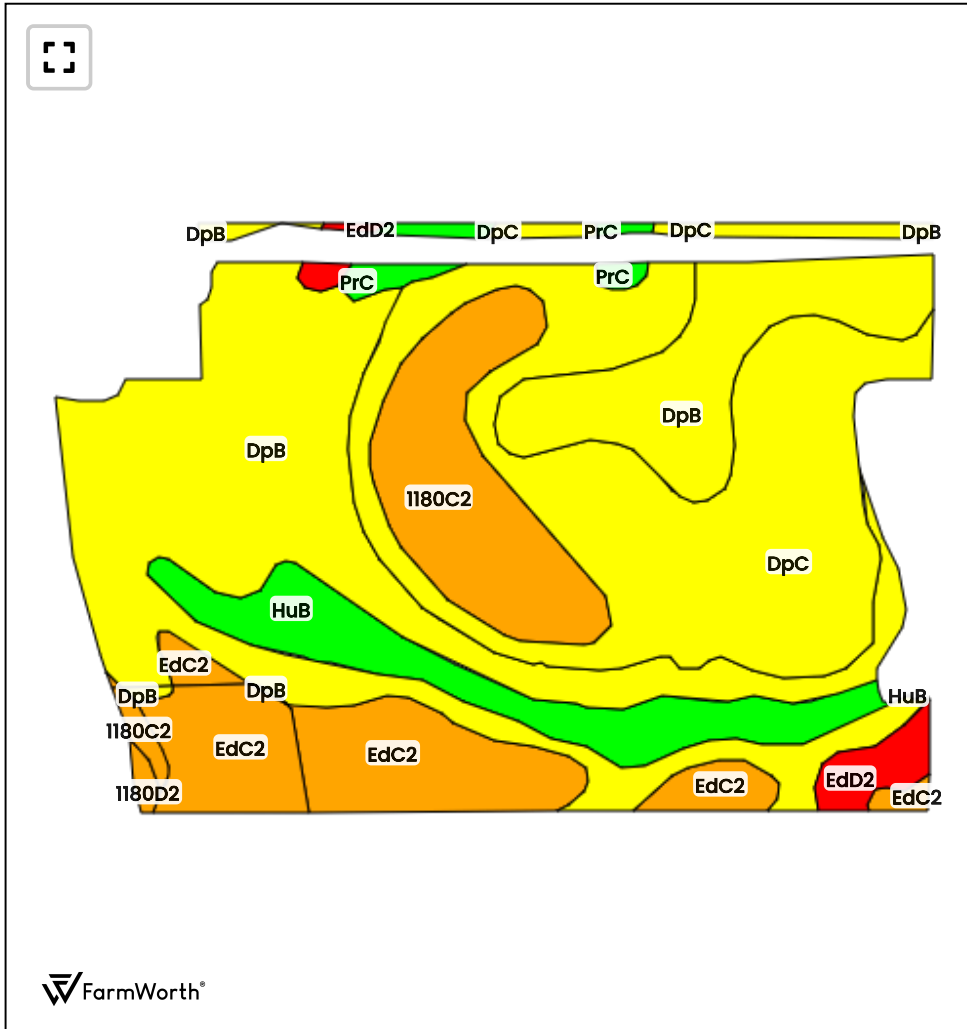 DpB EdD2 DpC PrC DpC DpB
PrC PrC
DpB
DpB
1180C2
DpC
HuB
EdC2
DpB DpB HuB
1180C2
EdC2 EdC2
EdC2 EdD2
1180D2 EdC2
FarmWorth®